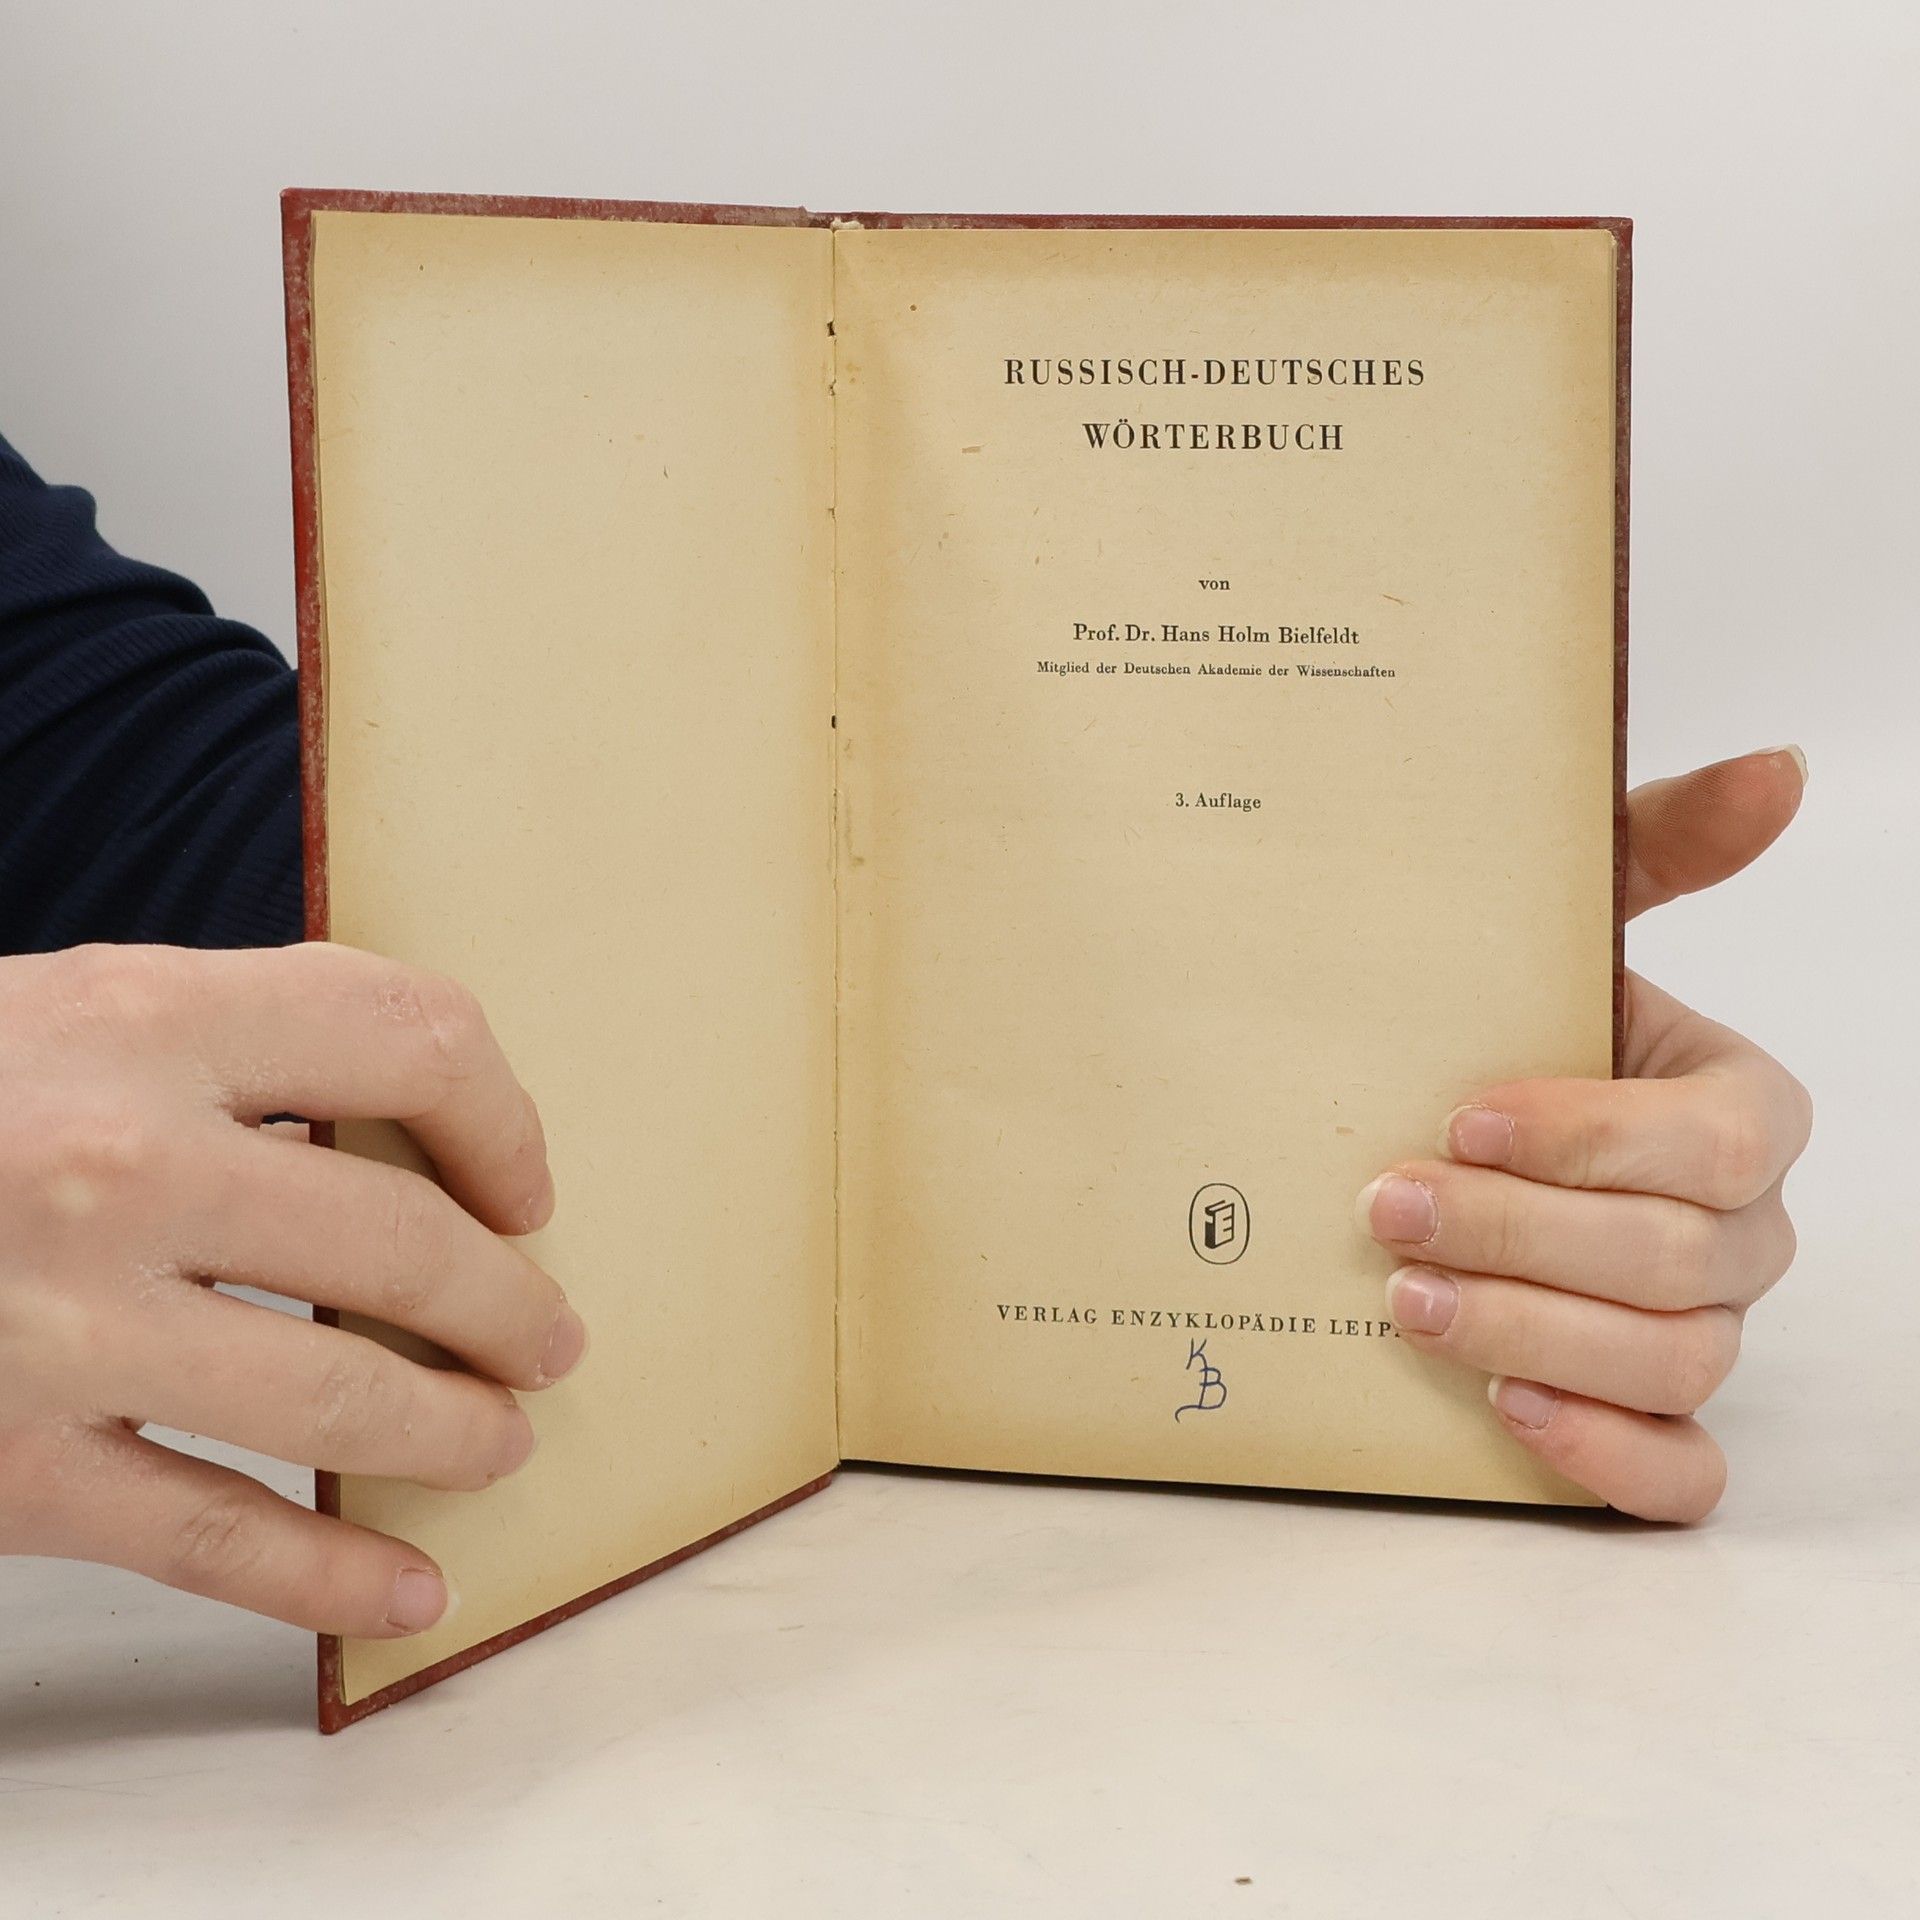 RUSSISCH-DEUTSCHES
WÖRTERBUCH
von
Prof. Dr. Hans Holm Bielfeldt
Mitglied der Deutschen Akademie der Wissenschaften
3. Auflage
VERLAG ENZYKLOPÄDIE LEIP
K
B